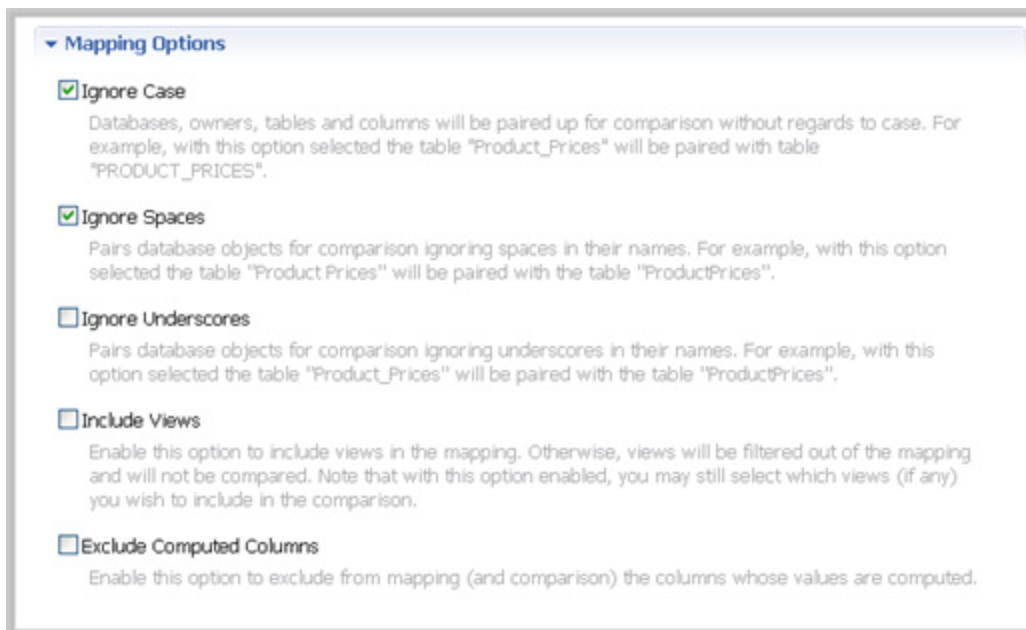 Mapping Options
Ignore Case
Databases, owners, tables and columns will be paired up for comparison without regards to case. For
example, with this option selected the table "Product_Prices" will be paired with table
"PRODUCT_PRICES".
Ignore Spaces
Pairs database objects for comparison ignoring spaces in their names. For example, with this option
selected the table "Product Prices" will be paired with the table "ProductPrices".
Ignore Underscores
Pairs database objects for comparison ignoring underscores in their names. For example, with this
option selected the table "Product_Prices" will be paired with the table "ProductPrices".
Include Views
Enable this option to include views in the mapping. Otherwise, views will be filtered out of the mapping
and will not be compared. Note that with this option enabled, you may still select which views (if any)
you wish to include in the comparison.
Exclude Computed Columns
Enable this option to exclude from mapping (and comparison) the columns whose values are computed.